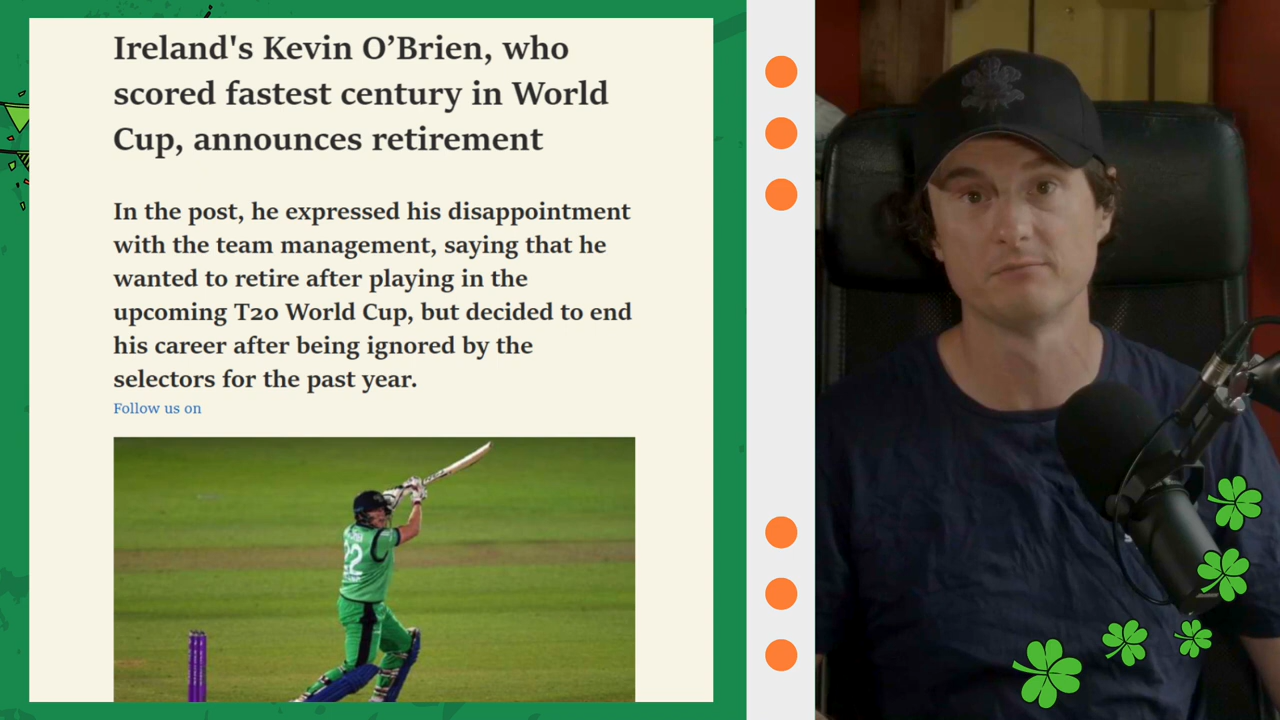 Ireland's Kevin O’Brien, who
scored fastest century in World
Cup, announces retirement
In the post, he expressed his disappointment
with the team management, saying that he
wanted to retire after playing in the
upcoming T20 World Cup, but decided to end
his career after being ignored by the
selectors for the past year.
Follow us on
22